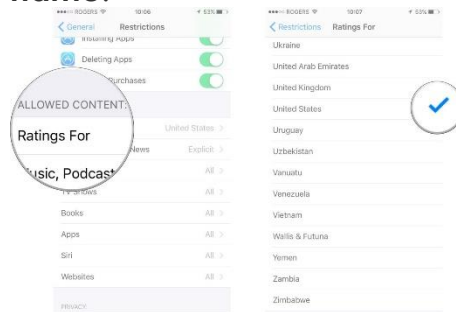 name.
ROGERS 10:06 53%
General Restrictions
Installing Apps
Deleting Apps
Purchases
ALLOWED CONTENT:
Ratings For United States
Music, Podcast News Explicit
All
TV Shows All
Books All
Apps All
Siri All
Websites All
PRIVACY
ROGERS 10:07 53%
Restrictions Ratings For
Ukraine
United Arab Emirates
United Kingdom
United States
Uruguay
Uzbekistan
Vanuatu
Venezuela
Vietnam
Wallis & Futuna
Yemen
Zambia
Zimbabwe